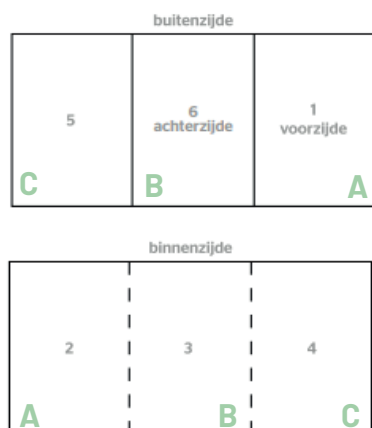 buitenzijde
5
6
achterzijde
1
voorzijde
C
B
A
binnenzijde
2
3
4
A
B
C